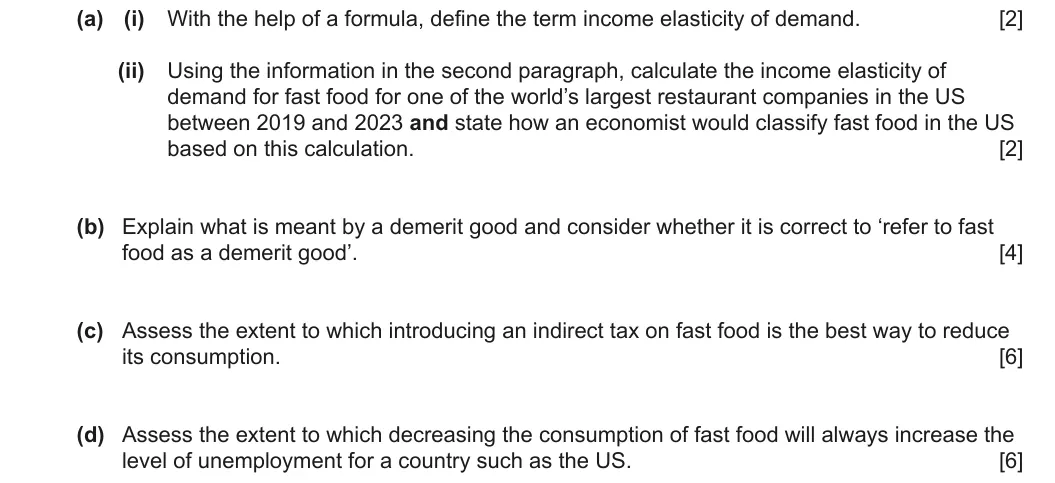 (a) (i) With the help of a formula, define the term income elasticity of demand. [2]
(ii) Using the information in the second paragraph, calculate the income elasticity of
demand for fast food for one of the world’s largest restaurant companies in the US
between 2019 and 2023 and state how an economist would classify fast food in the US
based on this calculation. [2]
(b) Explain what is meant by a demerit good and consider whether it is correct to ‘refer to fast
food as a demerit good’. [4]
(c) Assess the extent to which introducing an indirect tax on fast food is the best way to reduce
its consumption. [6]
(d) Assess the extent to which decreasing the consumption of fast food will always increase the
level of unemployment for a country such as the US. [6]